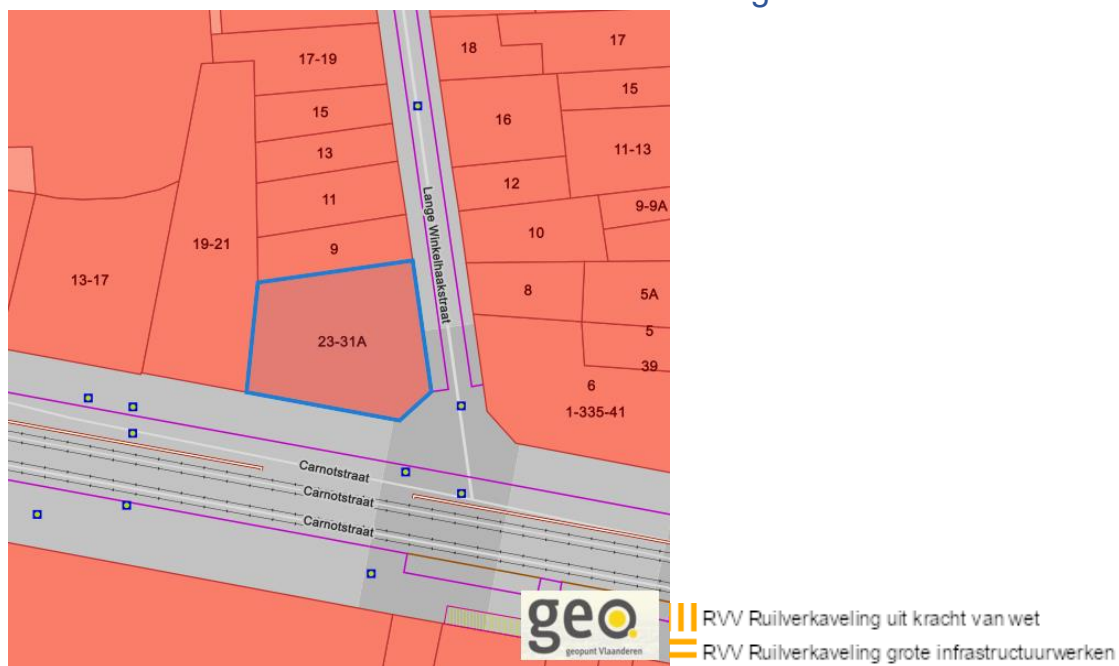 17-19
18
17
15
15
16
13
11-13
12
11
9-9A
10
9
19-21
Lange Winkelhaakstraat
13-17
8
5A
5
23-31A
39
6
1-335-41
Carnotstraat
Carnotstraat
Carnotstraat
geo.
geopunt Vlaanderen
RVV Ruilverkaveling uit kracht van wet
RVV Ruilverkaveling grote infrastructuurwerken